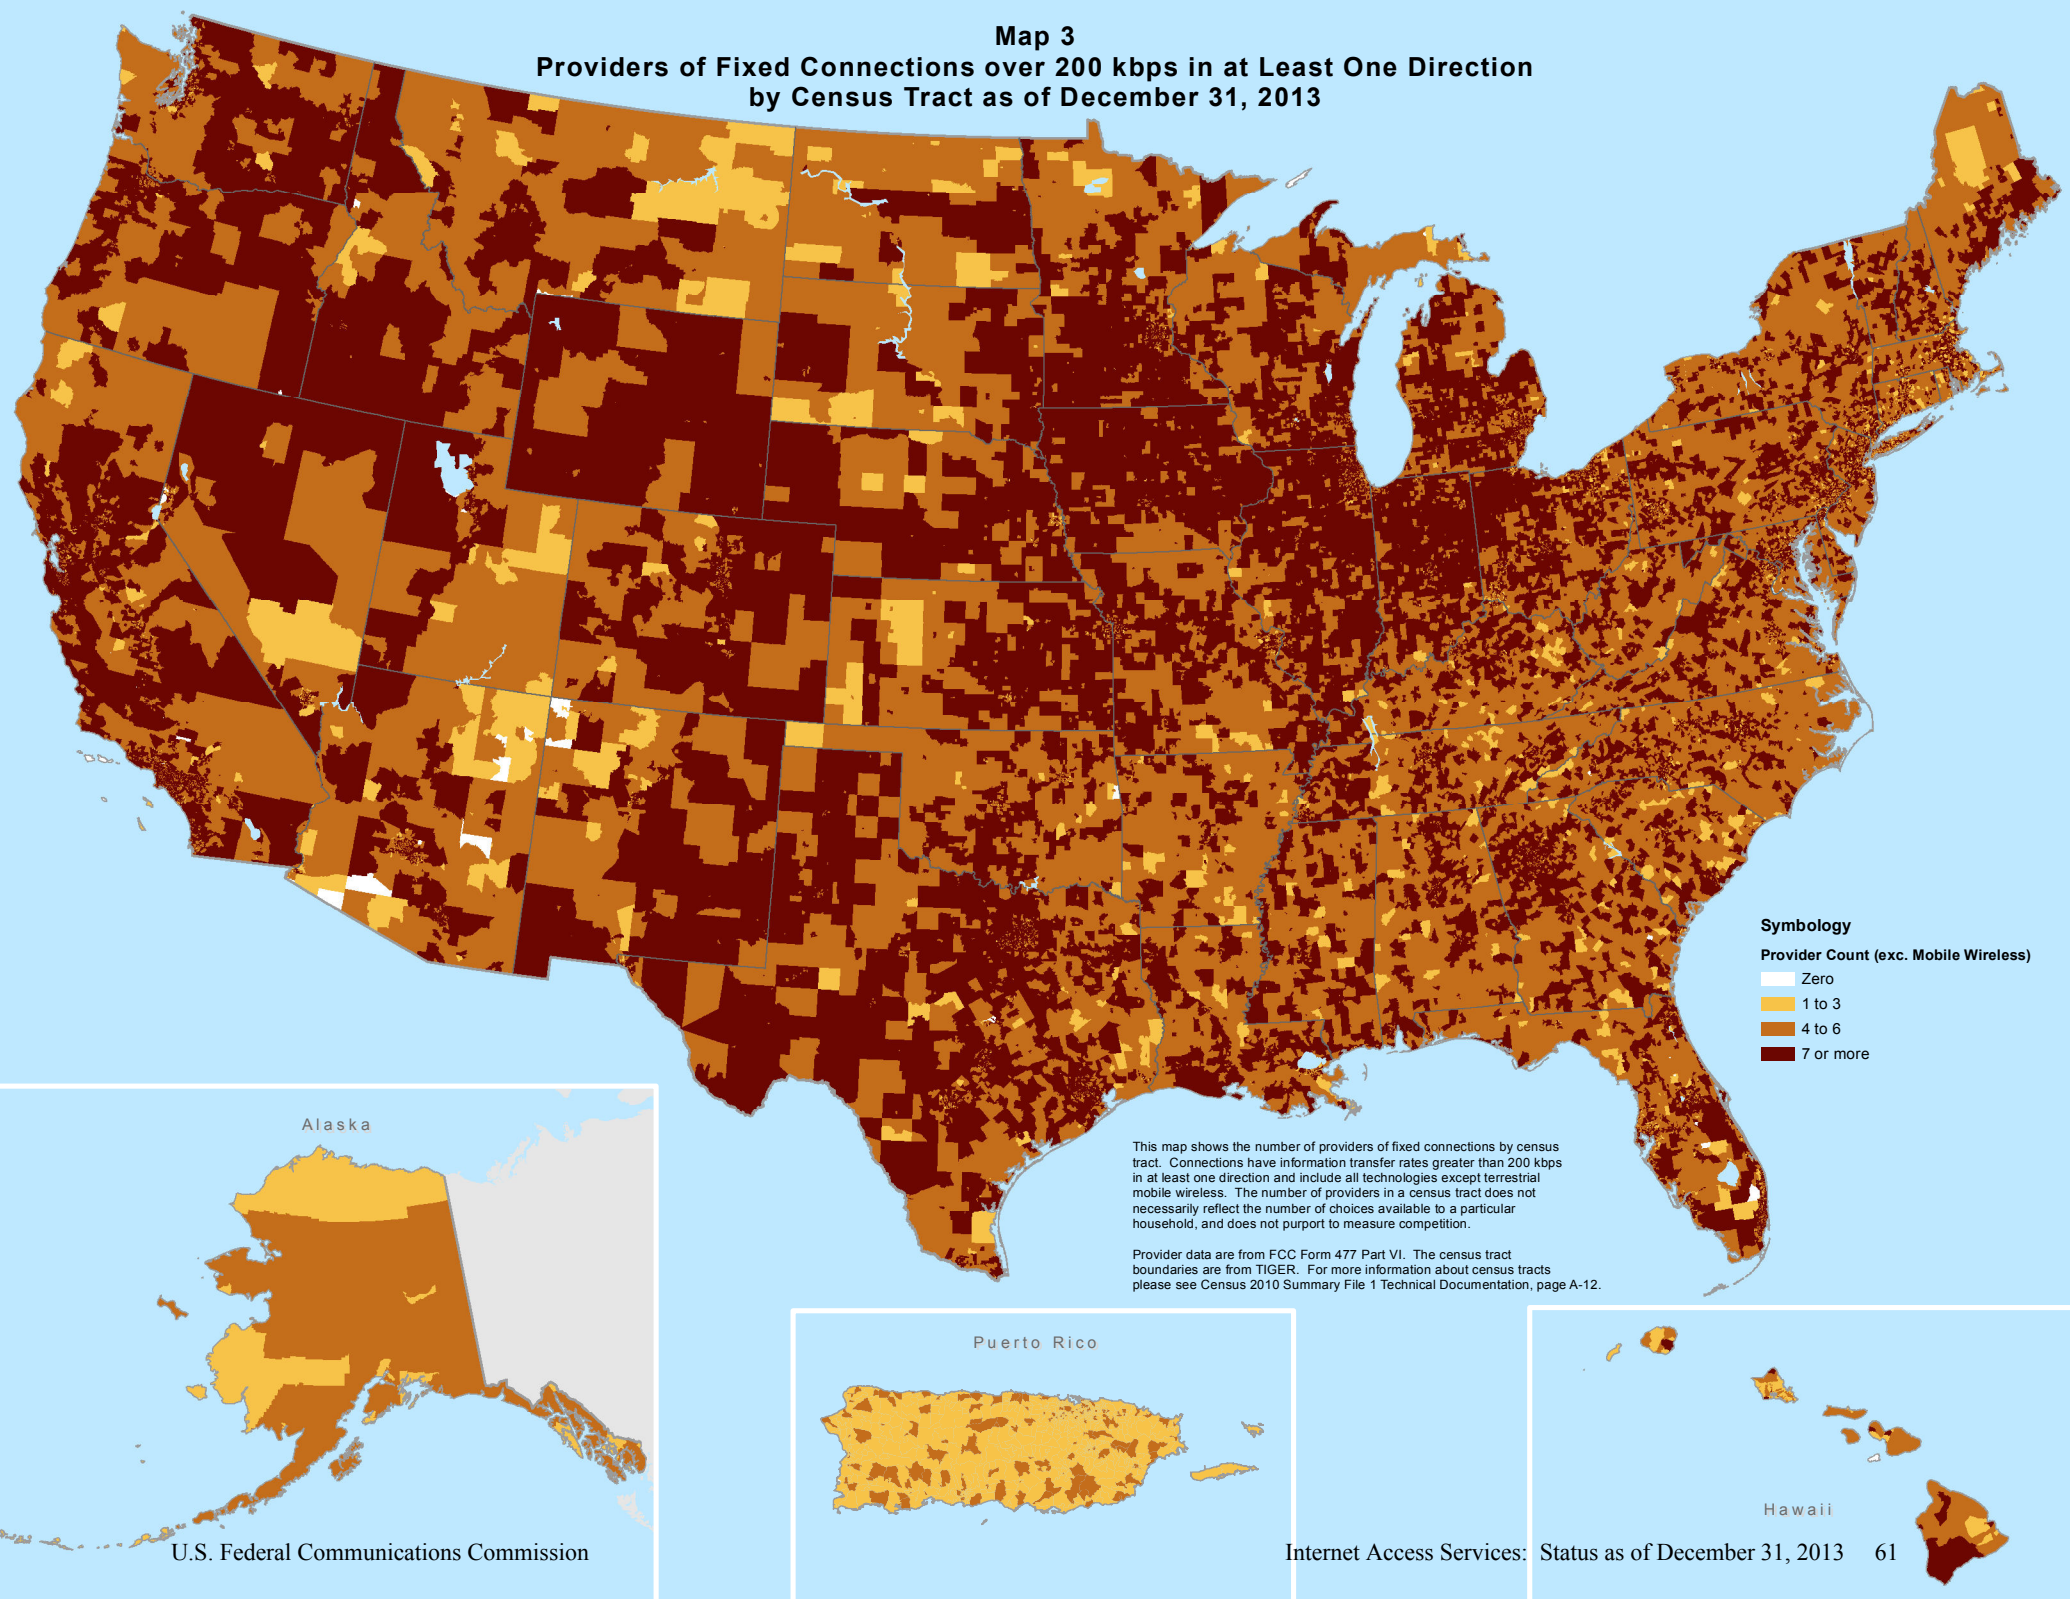 Map 3
Providers of Fixed Connections over 200 kbps in at Least One Direction
by Census Tract as of December 31, 2013
Symbology
Provider Count (exc. Mobile Wireless)
Zero
1 to 3
4 to 6
7 or more
Alaska
This map shows the number of providers of fixed connections by census
tract. Connections have information transfer rates greater than 200 kbps
in at least one direction and include all technologies except terrestrial
mobile wireless. The number of providers in a census tract does not
necessarily reflect the number of choices available to a particular
household, and does not purport to measure competition.
Provider data are from FCC Form 477 Part VI. The census tract
boundaries are from TIGER. For more information about census tracts
please see Census 2010 Summary File 1 Technical Documentation, page A-12.
Puerto Rico
Hawaii
U.S. Federal Communications Commission
Internet Access Services: Status as of December 31, 2013 61